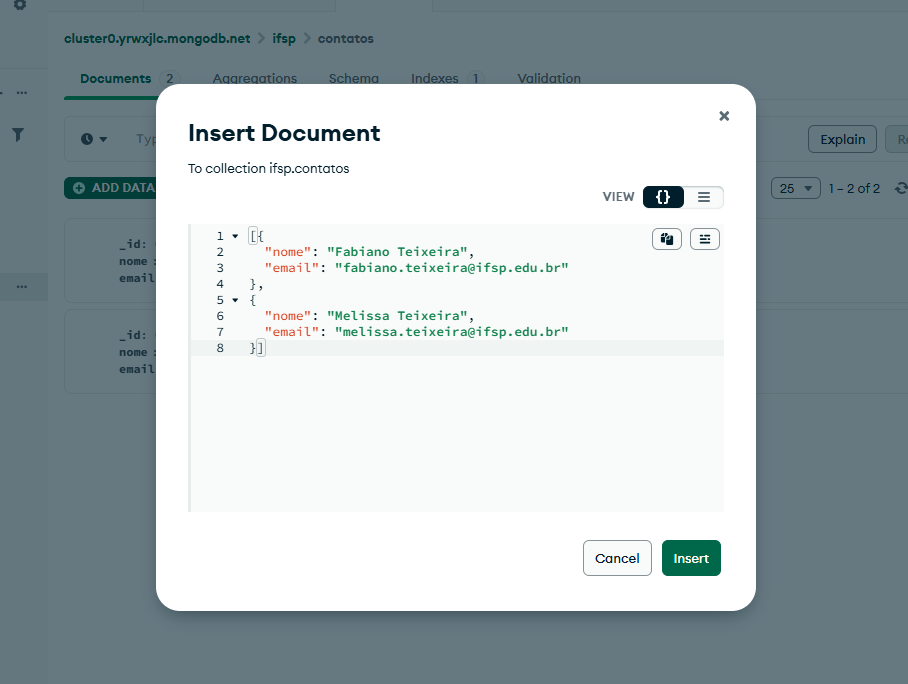 cluster0.yrwxjlc.mongodb.net > ifsp > contatos
Documents 2 Aggregations Schema Indexes 1 Validation
Explain
ADD DATA
25 1 – 2 of 2
_id:
nome :
email
_id:
nome :
email
Insert Document
To collection ifsp.contatos
VIEW {}
1 [{
2 "nome": "Fabiano Teixeira",
3 "email": "fabiano.teixeira@ifsp.edu.br"
4 },
5 {
6 "nome": "Melissa Teixeira",
7 "email": "melissa.teixeira@ifsp.edu.br"
8 }]
Cancel Insert